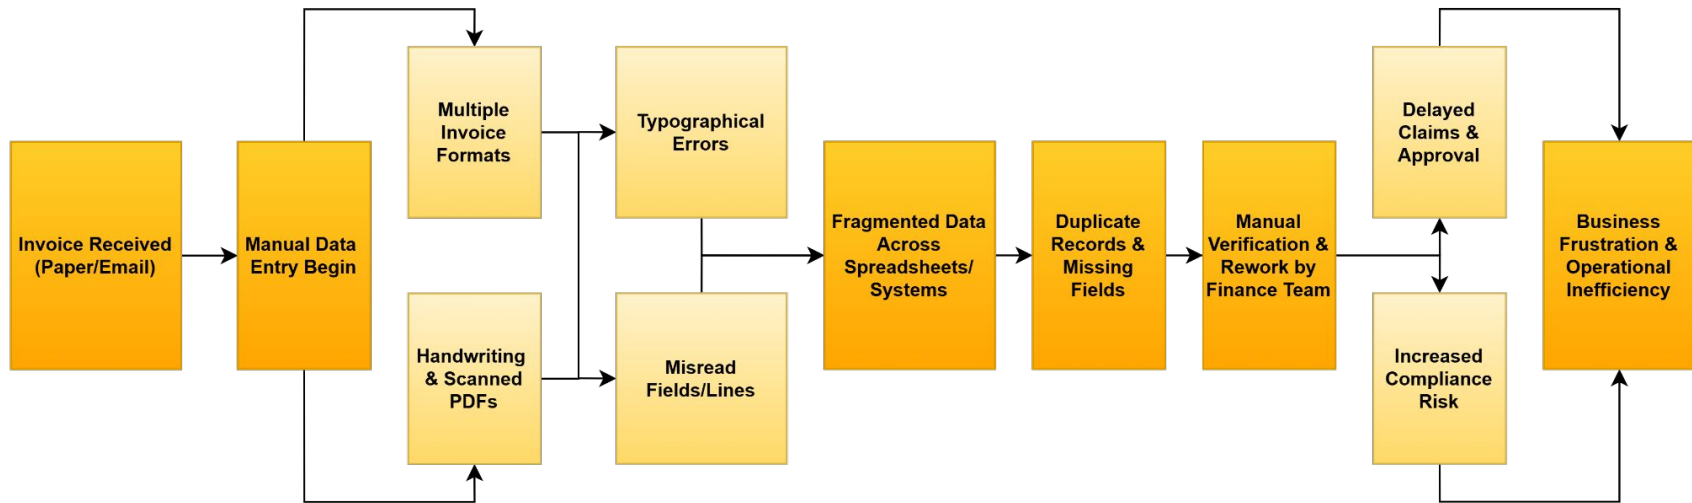 Invoice Received
(Paper/Email)
Manual Data
Entry Begin
Multiple
Invoice
Formats
Handwriting
& Scanned
PDFs
Typographical
Errors
Misread
Fields/Lines
Fragmented Data
Across
Spreadsheets/
Systems
Duplicate
Records &
Missing
Fields
Manual
Verification &
Rework by
Finance Team
Delayed
Claims &
Approval
Increased
Compliance
Risk
Business
Frustration &
Operational
Inefficiency